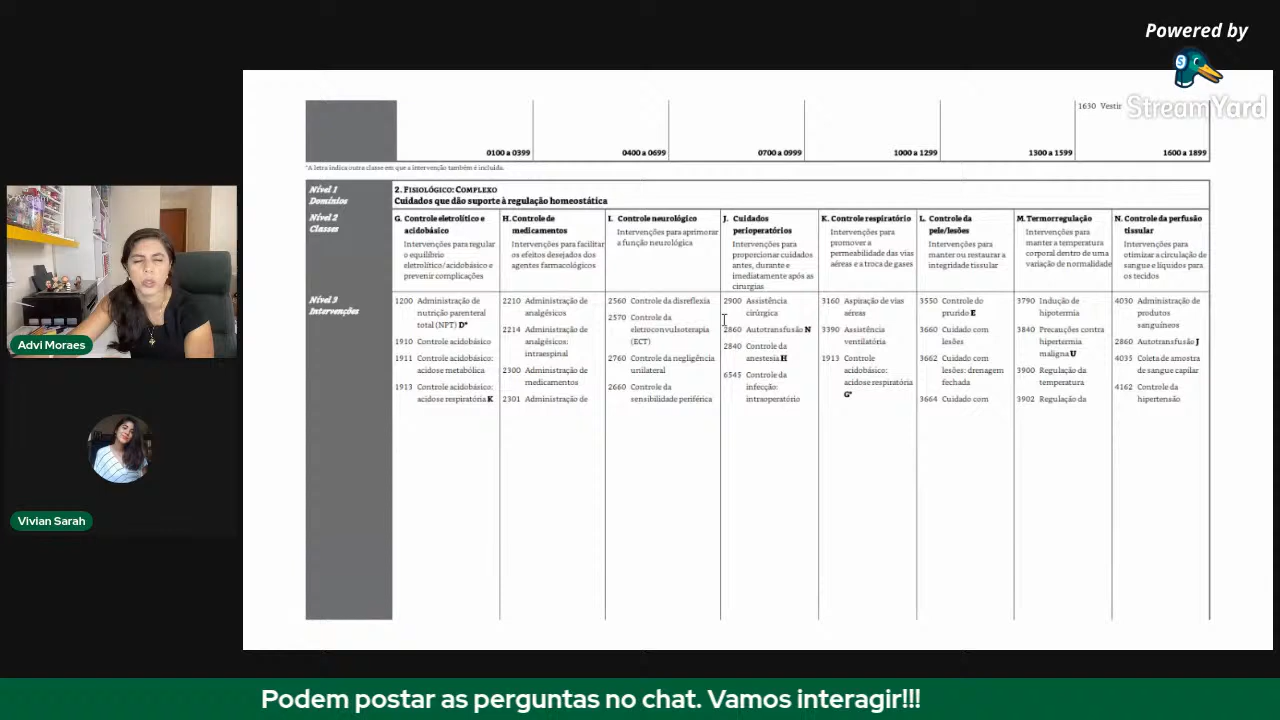 Powered by
StreamYard
1630 Vestir
0100 a 0399
0400 a 0699
0700 a 0999
1000 a 1299
1300 a 1599
1600 a 1899
*A letra indica outra classe em que a intervenção também é incluída.
Nível 1
Domínios
2. FISIOLÓGICO: COMPLEXO
Cuidados que dão suporte à regulação homeostática
Nível 2
Classes
G. Controle eletrolítico e
acidobásico
Intervenções para regular
o equilíbrio
eletrolítico/acidobásico e
prevenir complicações
H. Controle de
medicamentos
Intervenções para facilitar
os efeitos desejados dos
agentes farmacológicos
I. Controle neurológico
Intervenções para aprimorar
a função neurológica
J. Cuidados
perioperatórios
Intervenções para
proporcionar cuidados
antes, durante e
imediatamente após as
cirurgias
K. Controle respiratório
Intervenções para
promover a
permeabilidade das vias
aéreas e a troca de gases
L. Controle da
pele/lesões
Intervenções para
manter ou restaurar a
integridade tissular
M. Termorregulação
Intervenções para
manter a temperatura
corporal dentro de uma
variação de normalidade
N. Controle da perfusão
tissular
Intervenções para
otimizar a circulação de
sangue e líquidos para
os tecidos
Nível 3
Intervenções
1200 Administração de
nutrição parenteral
total (NPT) D*
1910 Controle acidobásico
1911 Controle acidobásico:
acidose metabólica
1913 Controle acidobásico:
acidose respiratória K
2210 Administração de
analgésicos
2214 Administração de
analgésicos:
intraespinal
2300 Administração de
medicamentos
2301 Administração de
2560 Controle da disreflexia
2570 Controle da
eletroconvulsoterapia
(ECT)
2760 Controle da negligência
unilateral
2660 Controle da
sensibilidade periférica
2900 Assistência
cirúrgica
2860 Autotransfusão N
2840 Controle da
anestesia H
6545 Controle da
infecção:
intraoperatório
3160 Aspiração de vias
aéreas
3390 Assistência
ventilatória
1913 Controle
acidobásico:
acidose respiratória
G*
3550 Controle do
prurido E
3660 Cuidado com
lesões
3662 Cuidado com
lesões: drenagem
fechada
3664 Cuidado com
3790 Indução de
hipotermia
3840 Precauções contra
hipertermia
maligna U
3900 Regulação da
temperatura
3902 Regulação da
4030 Administração de
produtos
sanguíneos
2860 Autotransfusão J
4035 Coleta de amostra
de sangue capilar
4162 Controle da
hipertensão
Advi Moraes
Vivian Sarah
Podem postar as perguntas no chat. Vamos interagir!!!